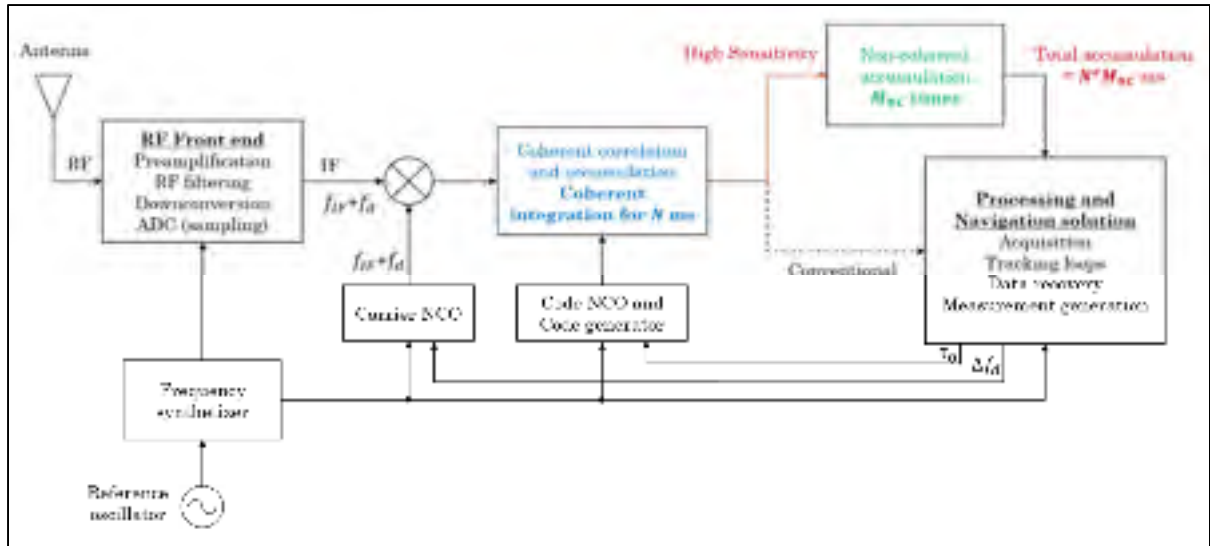 Antenna
RF
RF Front end
Preamplification
RF filtering
Downconversion
ADC (sampling)
IF
f_IF+f_d
f_IF+f_d
Coherent correlation
and accumulation
Coherent
integration for N ms
High Sensitivity
Non-coherent
accumulation
M_NC times
Total accumulation
= N*M_NC ms
Conventional
Processing and
Navigation solution
Acquisition
Tracking loops
Data recovery
Measurement generation
Carrier NCO
Code NCO and
Code generator
τ0
Δf_d
Frequency
synthesizer
Reference
oscillator